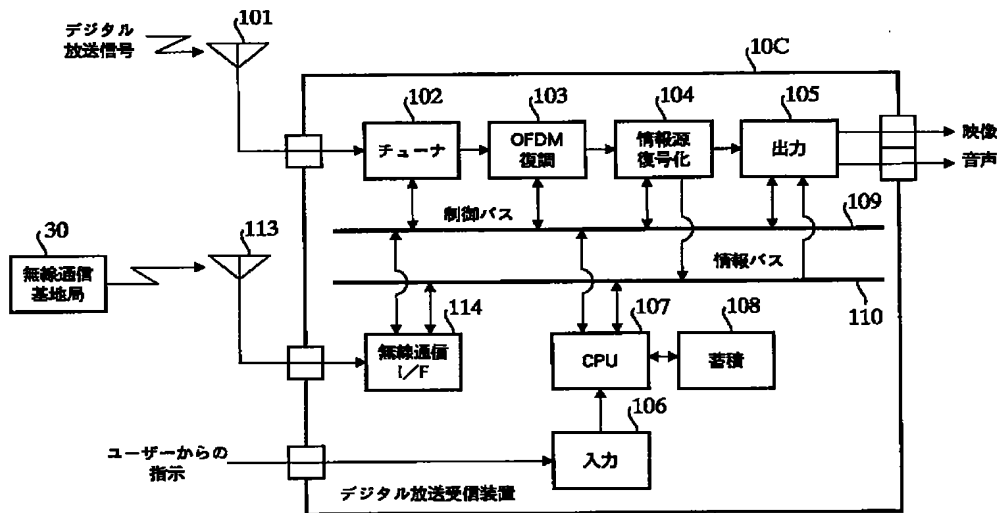 デジタル
放送信号
101
10C
102
103
104
105
チューナ
OFDM
復調
情報源
復号化
出力
映像
音声
制御バス
109
30
113
無線通信
基地局
情報バス
110
114
107
108
無線通信
I/F
CPU
蓄積
106
ユーザーからの
指示
入力
デジタル放送受信装置